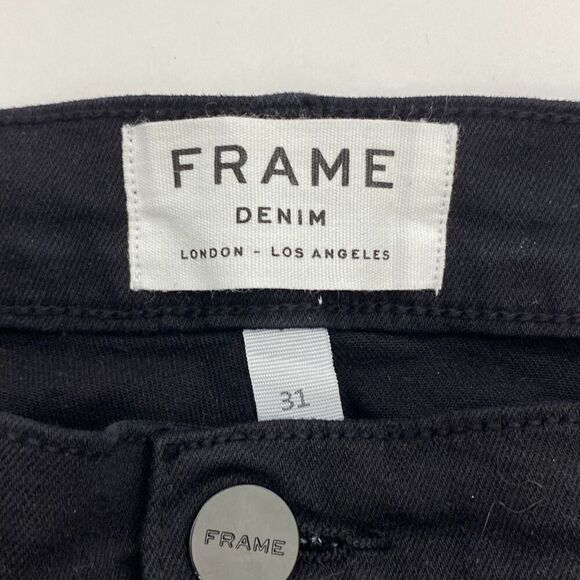 FRAME
DENIM
LONDON - LOS ANGELES
31
FRAME